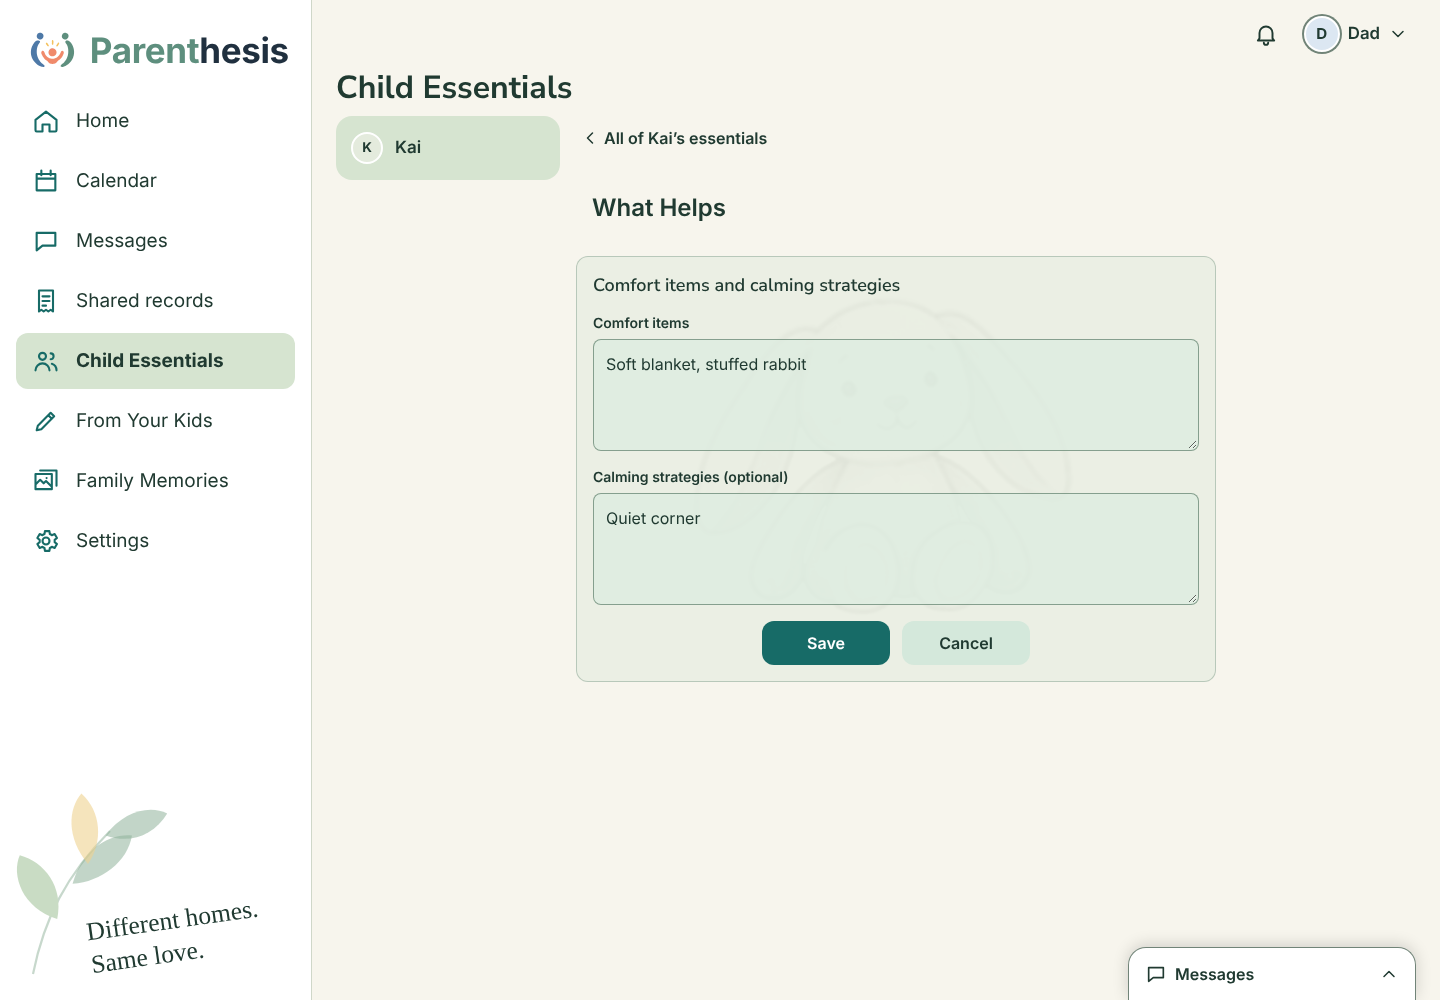 Parenthesis
Home
Calendar
Messages
Shared records
Child Essentials
From Your Kids
Family Memories
Settings
Different homes.
Same love.
D
Dad
Child Essentials
K
Kai
All of Kai’s essentials
What Helps
Comfort items and calming strategies
Comfort items
Soft blanket, stuffed rabbit
Calming strategies (optional)
Quiet corner
Save
Cancel
Messages